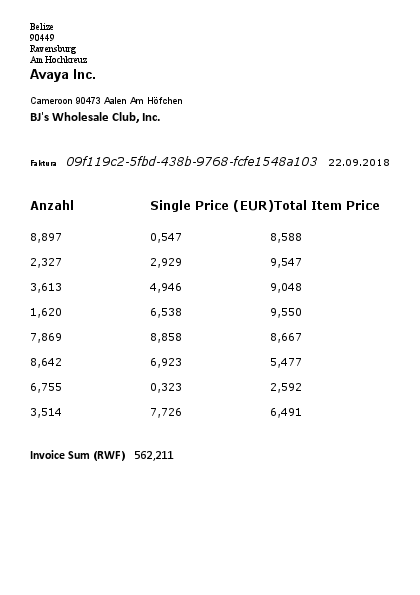 Belize
90449
Ravensburg
Am Hochkreuz
Avaya Inc.
Cameroon 90473 Aalen Am Höfchen
BJ's Wholesale Club, Inc.
Faktura 09f119c2-5fbd-438b-9768-fcfe1548a103 22.09.2018
Anzahl Single Price (EUR)Total Item Price
8,897 0,547 8,588
2,327 2,929 9,547
3,613 4,946 9,048
1,620 6,538 9,550
7,869 8,858 8,667
8,642 6,923 5,477
6,755 0,323 2,592
3,514 7,726 6,491
Invoice Sum (RWF) 562,211